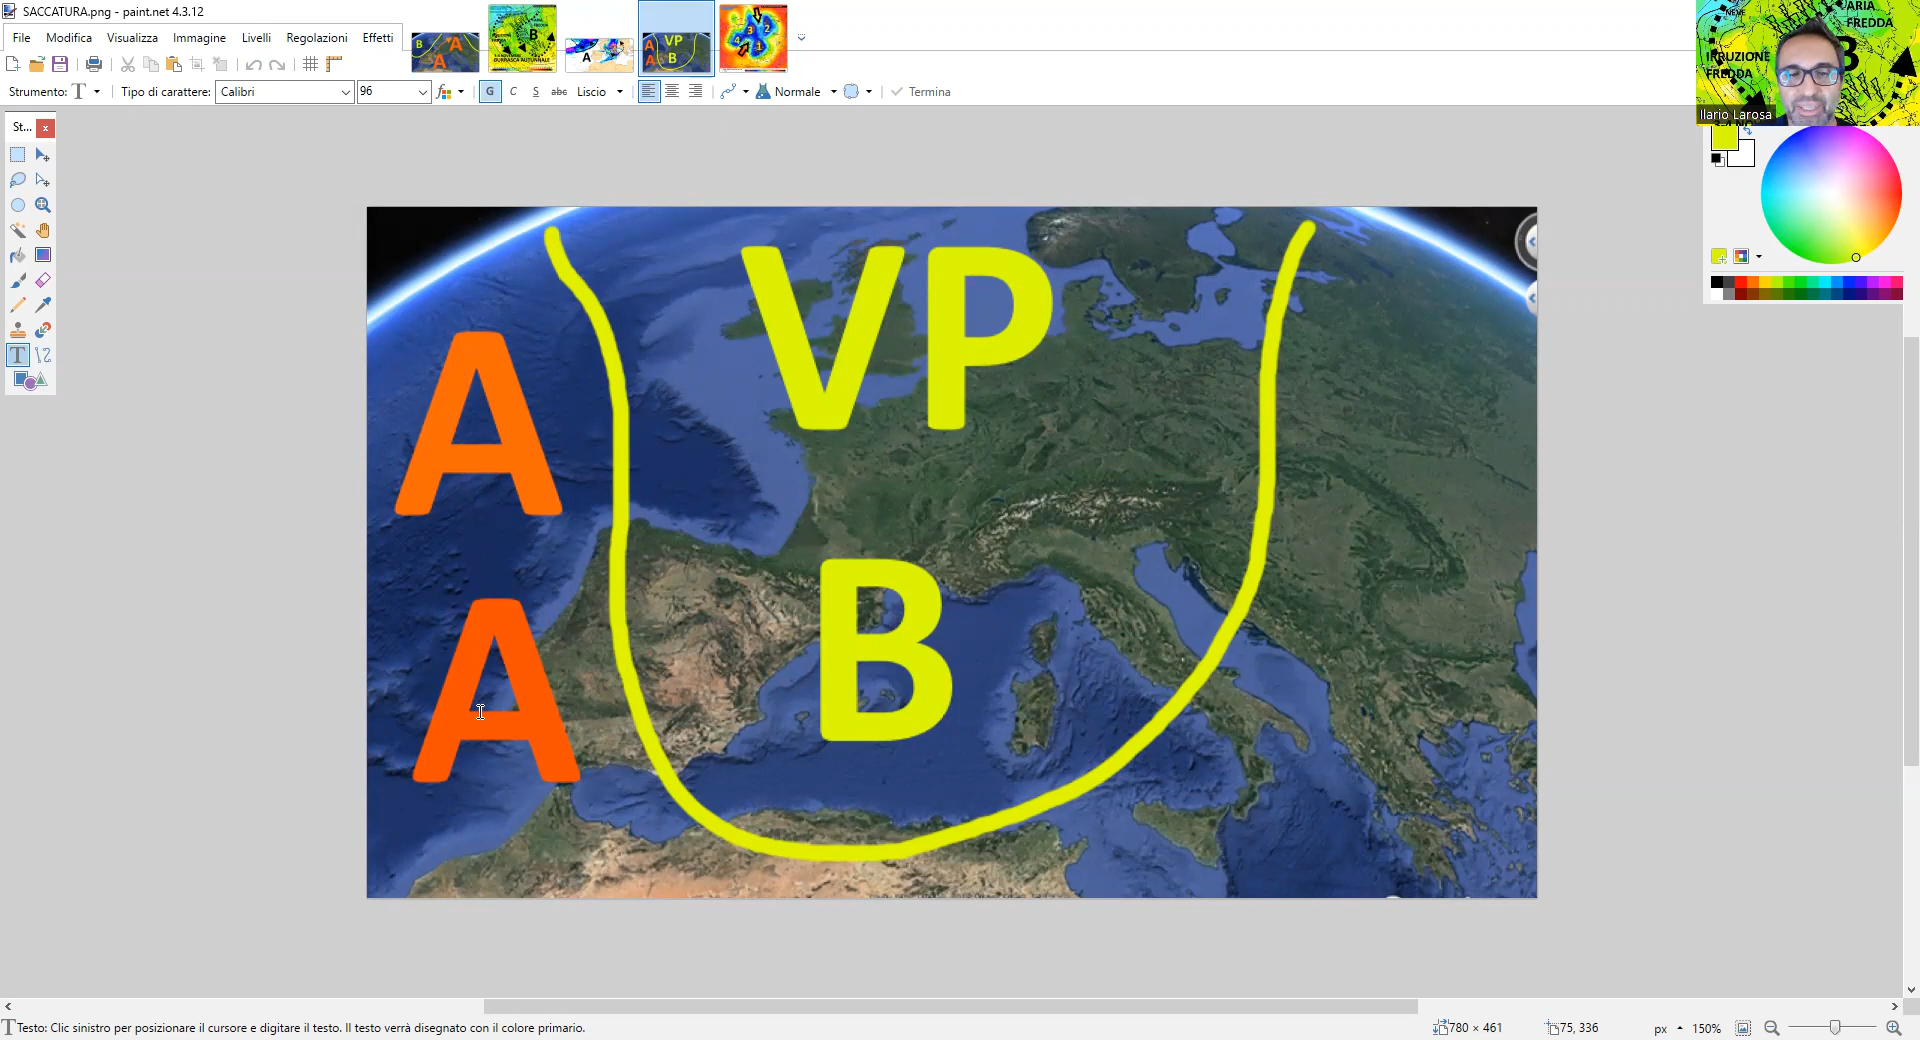 SACCATURA.png - paint.net 4.3.12
File Modifica Visualizza Immagine Livelli Regolazioni Effetti
Strumento: T Tipo di carattere: Calibri 96 G C S abc Liscio Normale Termina
St... x
ARIA
FREDDA
NEVE
IRRUZIONE
FREDDA
B
Ilario Larosa
VP
A
B
A
Testo: Clic sinistro per posizionare il cursore e digitare il testo. Il testo verrà disegnato con il colore primario.
780 × 461 75, 336 px 150%